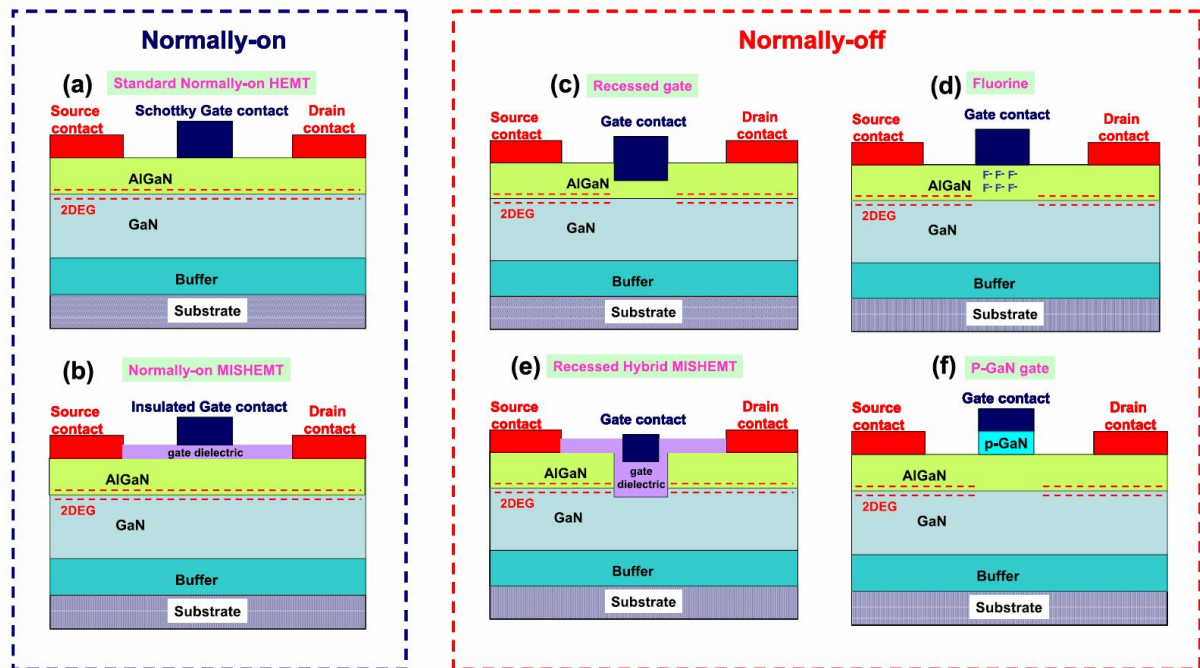 Normally-on
Normally-off
(a)
Standard Normally-on HEMT
Source
contact
Schottky Gate contact
Drain
contact
AlGaN
2DEG
GaN
Buffer
Substrate
(b)
Normally-on MISHEMT
Source
contact
Insulated Gate contact
Drain
contact
gate dielectric
AlGaN
2DEG
GaN
Buffer
Substrate
(c)
Recessed gate
Source
contact
Gate contact
Drain
contact
AlGaN
2DEG
GaN
Buffer
Substrate
(d)
Fluorine
Source
contact
Gate contact
Drain
contact
F- F- F-
F- F- F-
AlGaN
2DEG
GaN
Buffer
Substrate
(e)
Recessed Hybrid MISHEMT
Source
contact
Gate contact
Drain
contact
gate
dielectric
AlGaN
2DEG
GaN
Buffer
Substrate
(f)
P-GaN gate
Source
contact
Gate contact
Drain
contact
p-GaN
AlGaN
2DEG
GaN
Buffer
Substrate